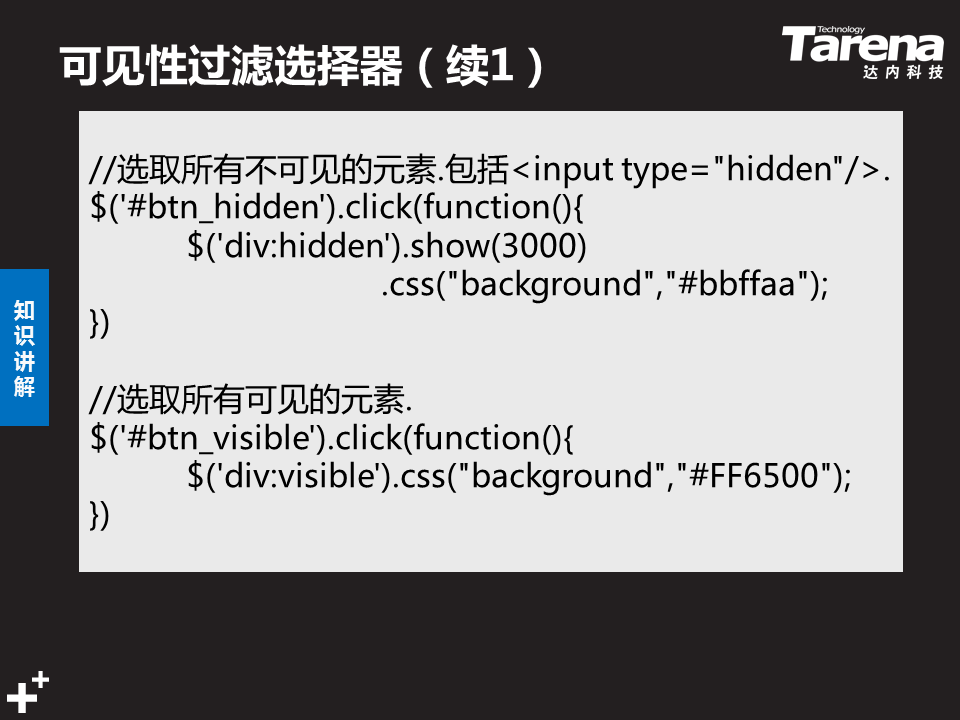 可见性过滤选择器（续1）
Technology
Tarena
达内科技
//选取所有不可见的元素.包括<input type="hidden"/>.
$('#btn_hidden').click(function(){
$('div:hidden').show(3000)
.css("background","#bbffaa");
})
//选取所有可见的元素.
$('#btn_visible').click(function(){
$('div:visible').css("background","#FF6500");
})
知识讲解